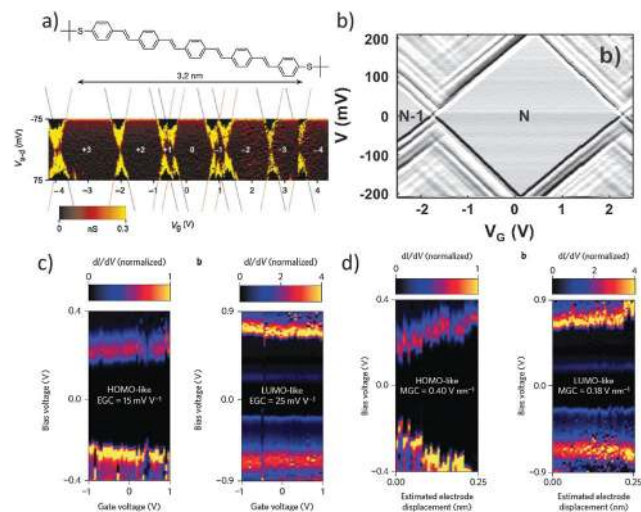 a)
S
S
3.2 nm
-75
75
V_s-d (mV)
+3
+2
+1
0
-1
-2
-3
-4
-4
-3
-2
-1
0
1
2
3
4
V_g (V)
0
nS
0.3
b)
200
100
0
-100
-200
V (mV)
b)
N-1
N
-2
-1
0
1
2
V_G (V)
c)
dI/dV (normalized)
0
1
0.4
0.0
-0.4
Bias voltage (V)
HOMO-like
EGC = 15 mV V⁻¹
-1
0
1
Gate voltage (V)
b
dI/dV (normalized)
0
2
4
0.9
0.0
-0.9
Bias voltage (V)
LUMO-like
EGC = 25 mV V⁻¹
-1
0
1
Gate voltage (V)
d)
dI/dV (normalized)
0
1
0.4
0.0
-0.4
Bias voltage (V)
HOMO-like
MGC = 0.40 V nm⁻¹
0.00
0.25
Estimated electrode
displacement (nm)
b
dI/dV (normalized)
0
2
4
0.9
0.0
-0.9
Bias voltage (V)
LUMO-like
MGC = 0.18 V nm⁻¹
0.00
0.25
Estimated electrode
displacement (nm)